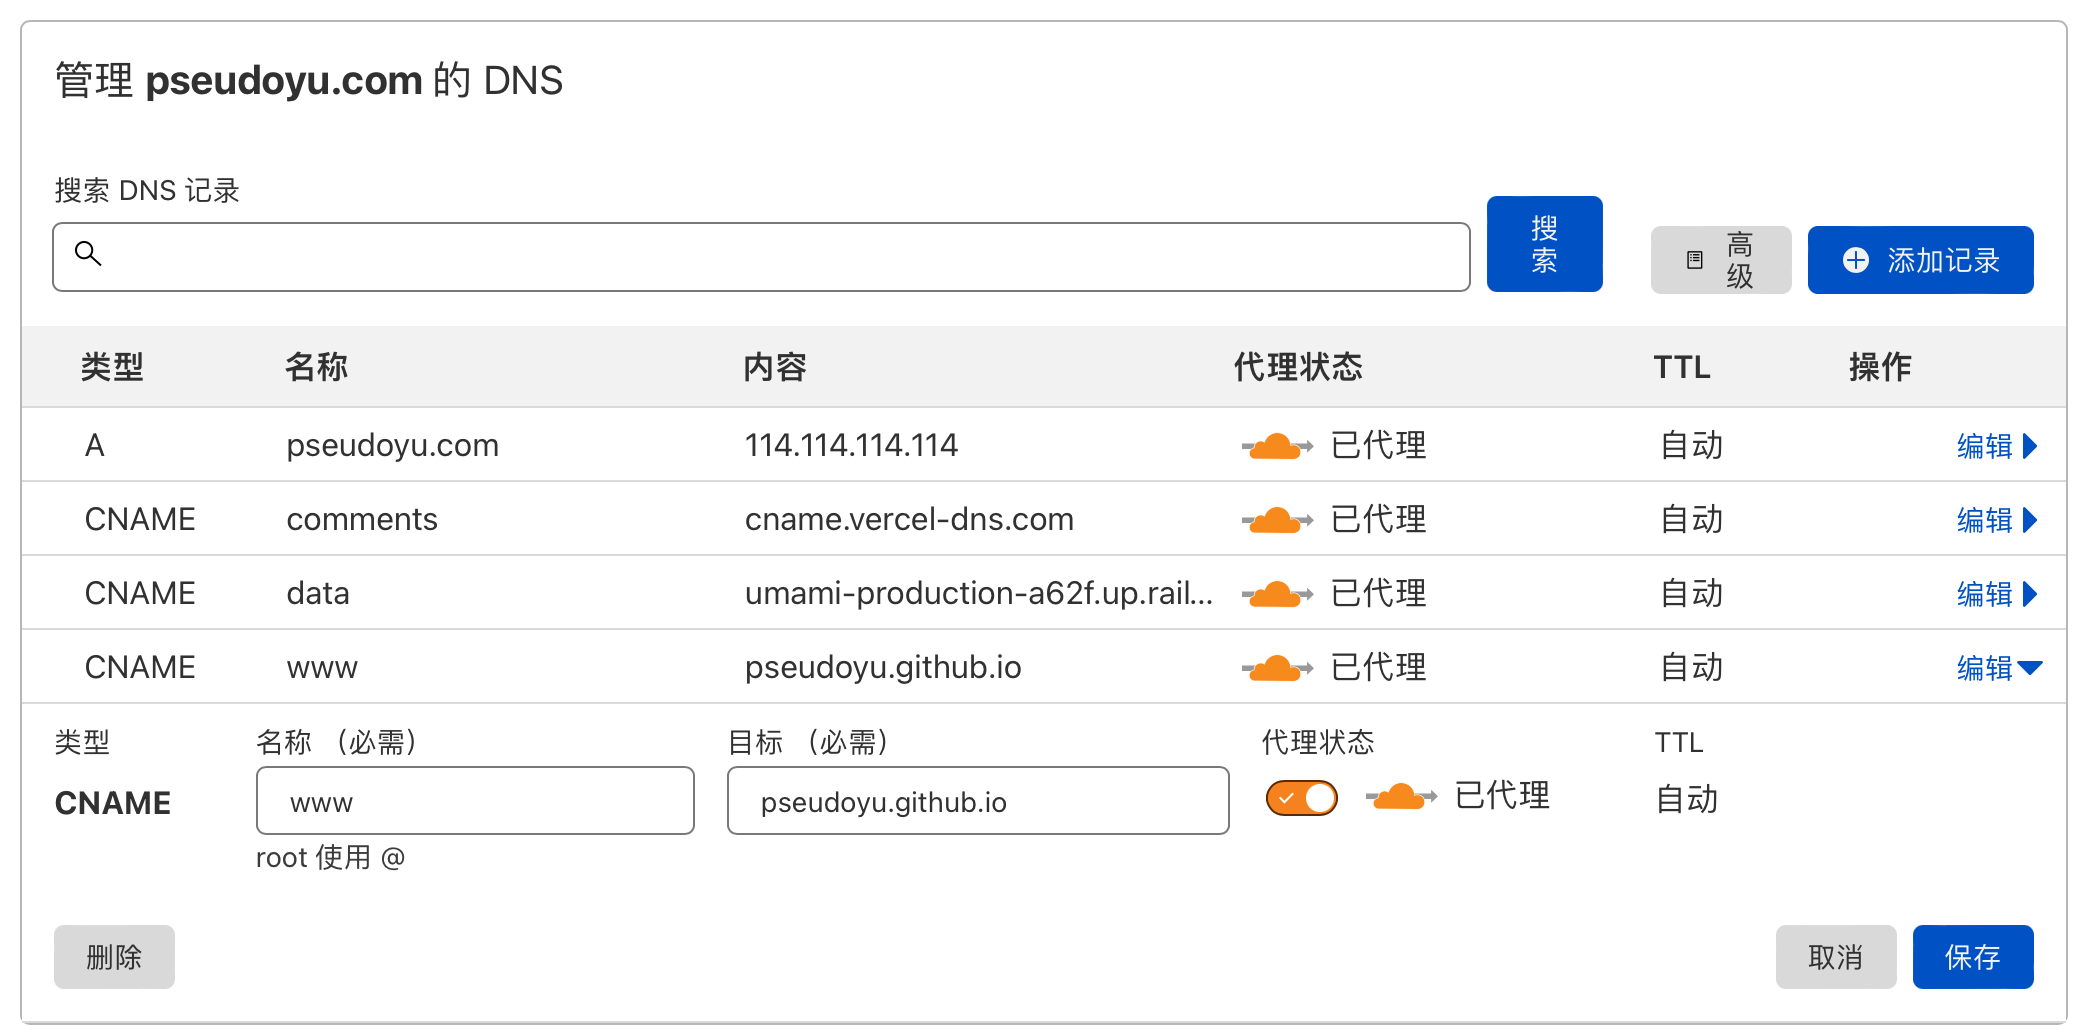 管理 pseudoyu.com 的 DNS
搜索 DNS 记录
搜
索
高
级
添加记录
类型 名称 内容 代理状态 TTL 操作
A pseudoyu.com 114.114.114.114 已代理 自动 编辑
CNAME comments cname.vercel-dns.com 已代理 自动 编辑
CNAME data umami-production-a62f.up.rail... 已代理 自动 编辑
CNAME www pseudoyu.github.io 已代理 自动 编辑
类型 名称 （必需） 目标 （必需） 代理状态 TTL
CNAME www pseudoyu.github.io 已代理 自动
root 使用 @
删除 取消 保存